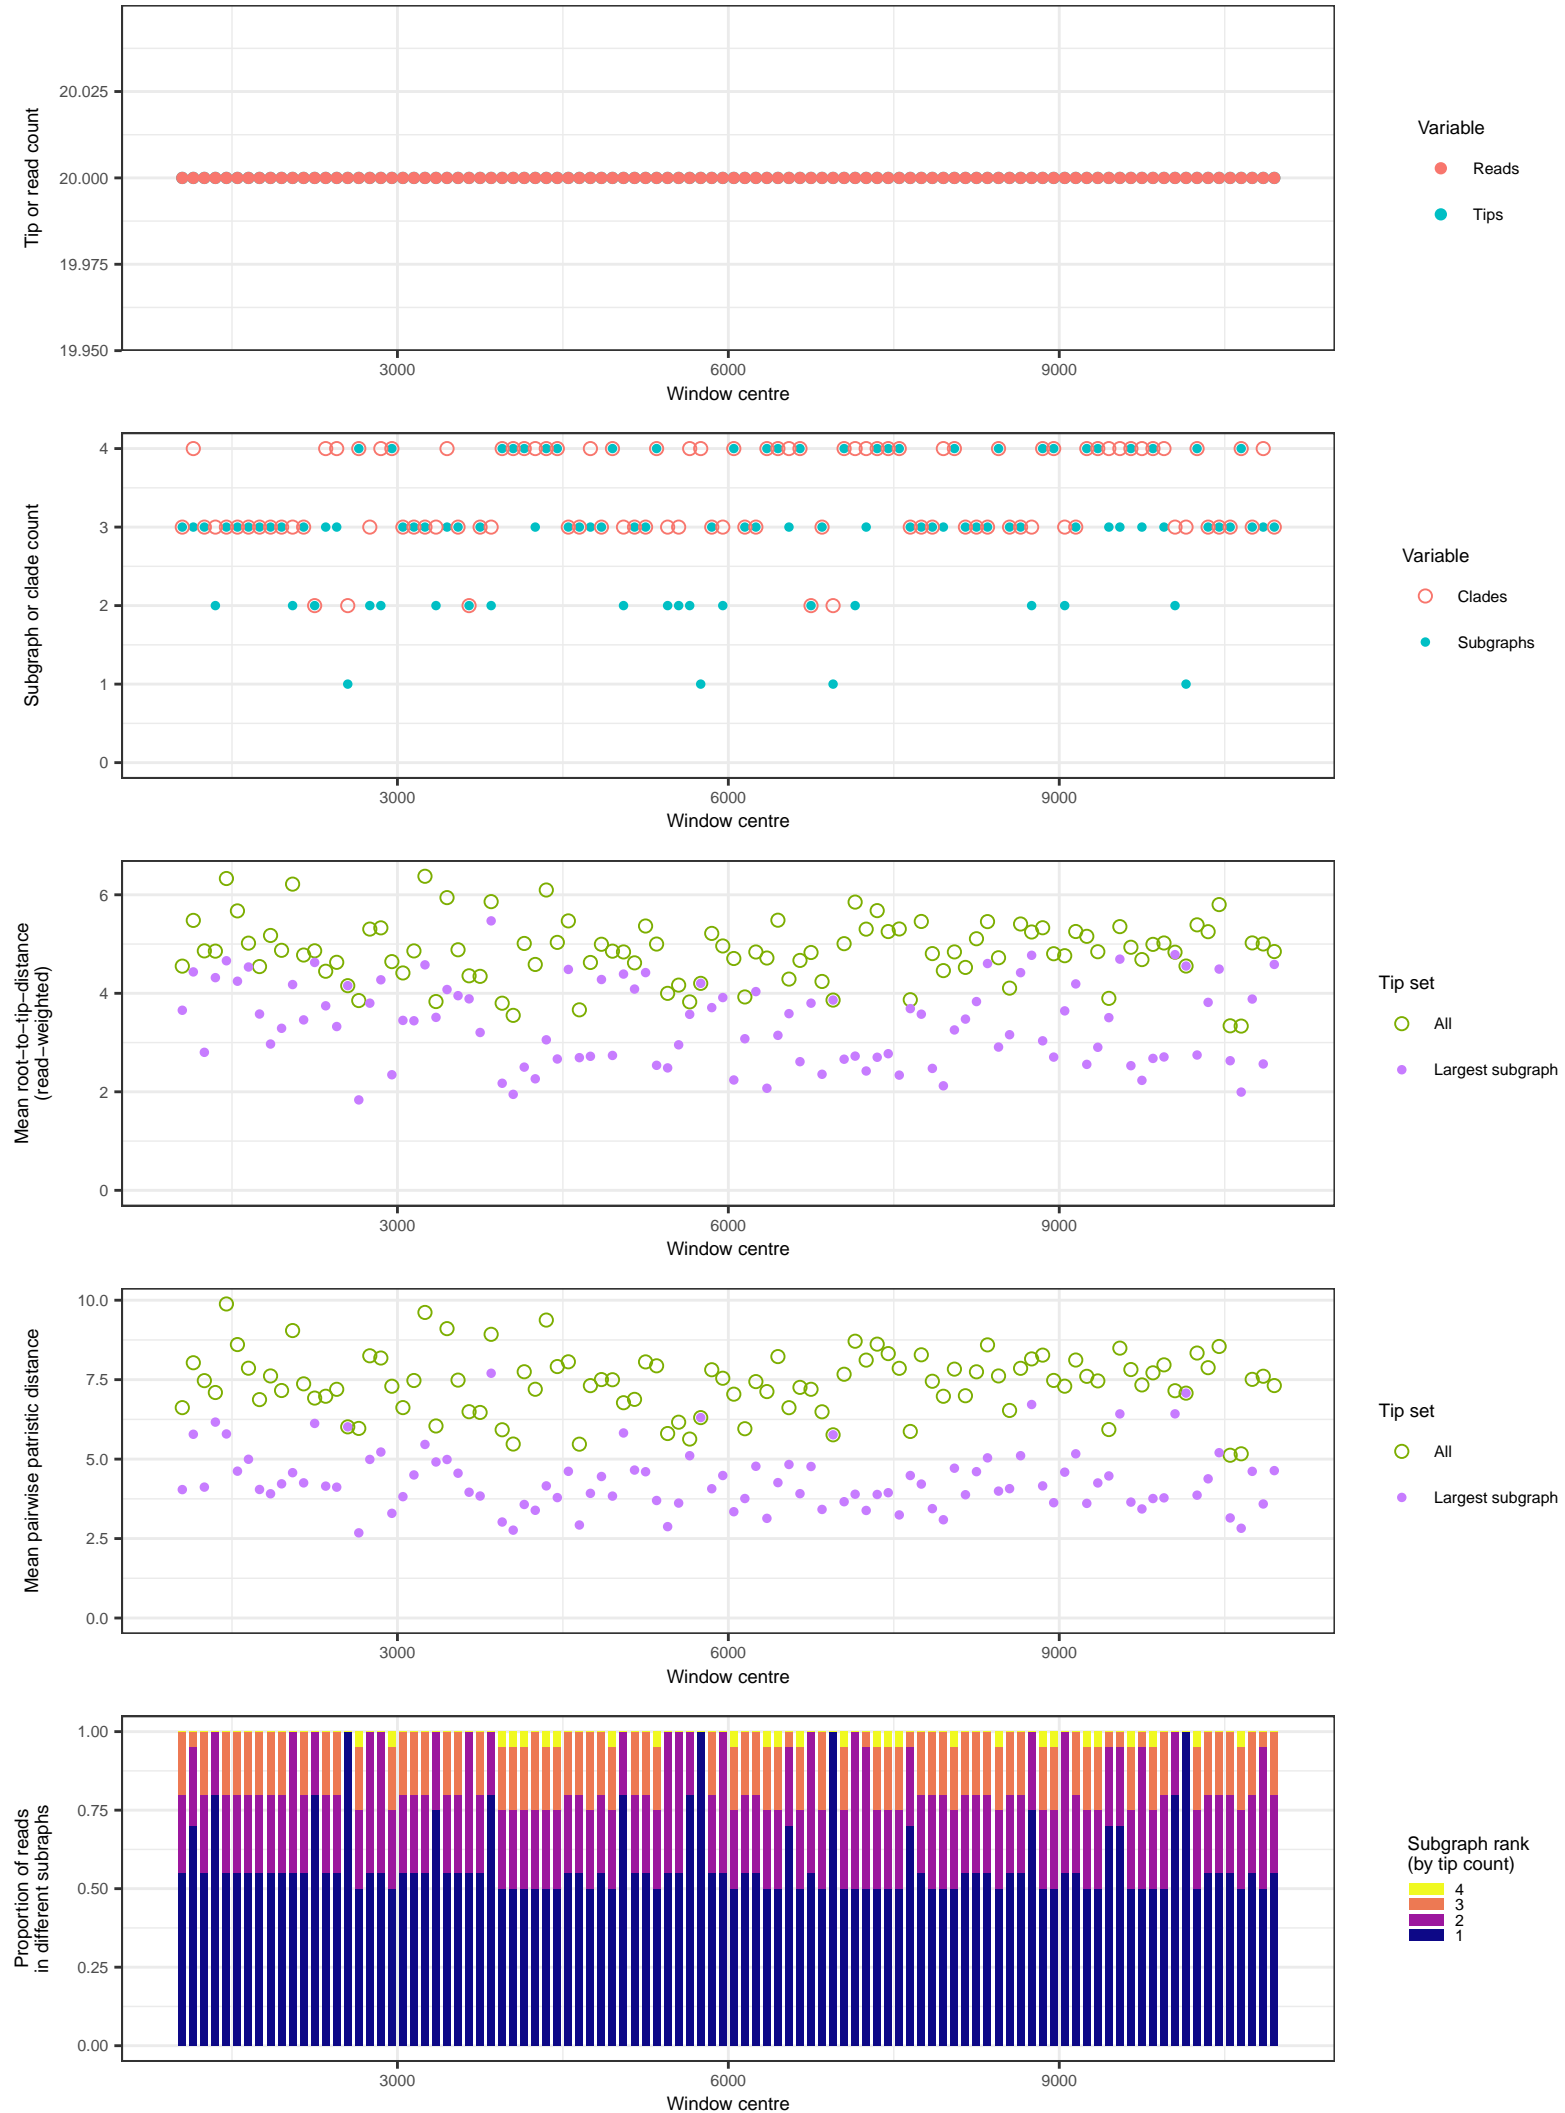 20.025
20.000
19.975
19.950
Tip or read count
3000 6000 9000
Window centre
Variable
Reads
Tips
4
3
2
1
0
Subgraph or clade count
3000 6000 9000
Window centre
Variable
Clades
Subgraphs
6
4
2
0
Mean root−to−tip−distance
(read−weighted)
3000 6000 9000
Window centre
Tip set
All
Largest subgraph
10.0
7.5
5.0
2.5
0.0
Mean pairwise patristic distance
3000 6000 9000
Window centre
Tip set
All
Largest subgraph
1.00
0.75
0.50
0.25
0.00
Proportion of reads
in different subraphs
3000 6000 9000
Window centre
Subgraph rank
(by tip count)
4
3
2
1